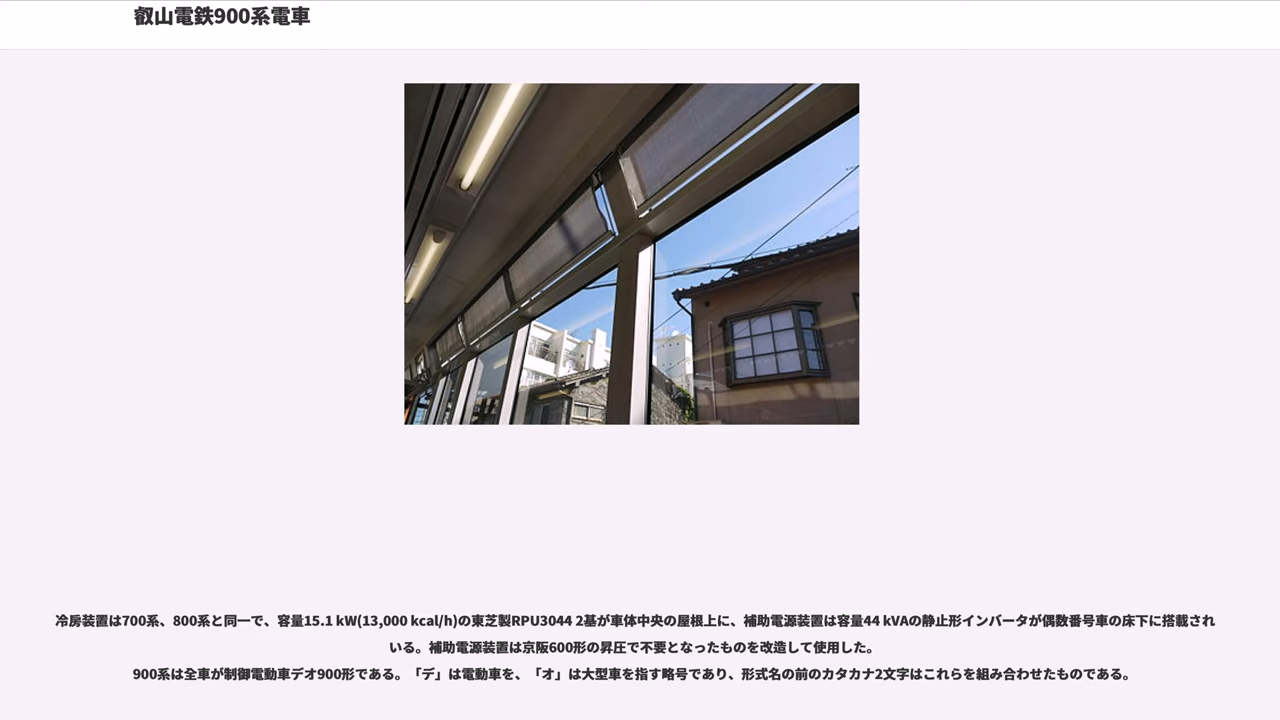 叡山電鉄900系電車
冷房装置は700系、800系と同一で、容量15.1 kW(13,000 kcal/h)の東芝製RPU3044 2基が車体中央の屋根上に、補助電源装置は容量44 kVAの静止形インバータが偶数番号車の床下に搭載され
いる。補助電源装置は京阪600形の昇圧で不要となったものを改造して使用した。
900系は全車が制御電動車デオ900形である。「デ」は電動車を、「オ」は大型車を指す略号であり、形式名の前のカタカナ2文字はこれらを組み合わせたものである。